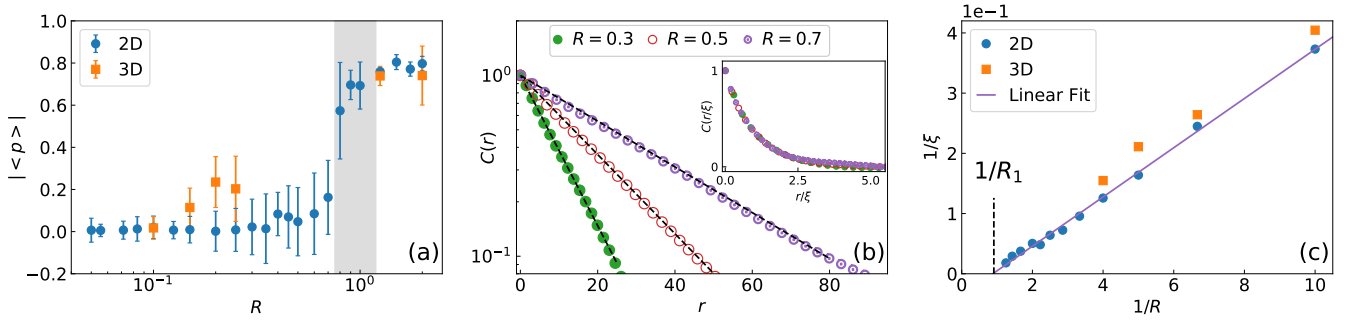 1.0
0.8
0.6
0.4
0.2
0.0
−0.2
| < p > |
2D
3D
10⁻¹
10⁰
R
(a)
R = 0.3
R = 0.5
R = 0.7
10⁰
10⁻¹
C(r)
0
20
40
60
80
r
(b)
1
0
C(r/ξ)
0.0
2.5
5.0
r/ξ
1e−1
4
3
2
1
0
1/ξ
2D
3D
Linear Fit
1/R₁
0
2
4
6
8
10
1/R
(c)